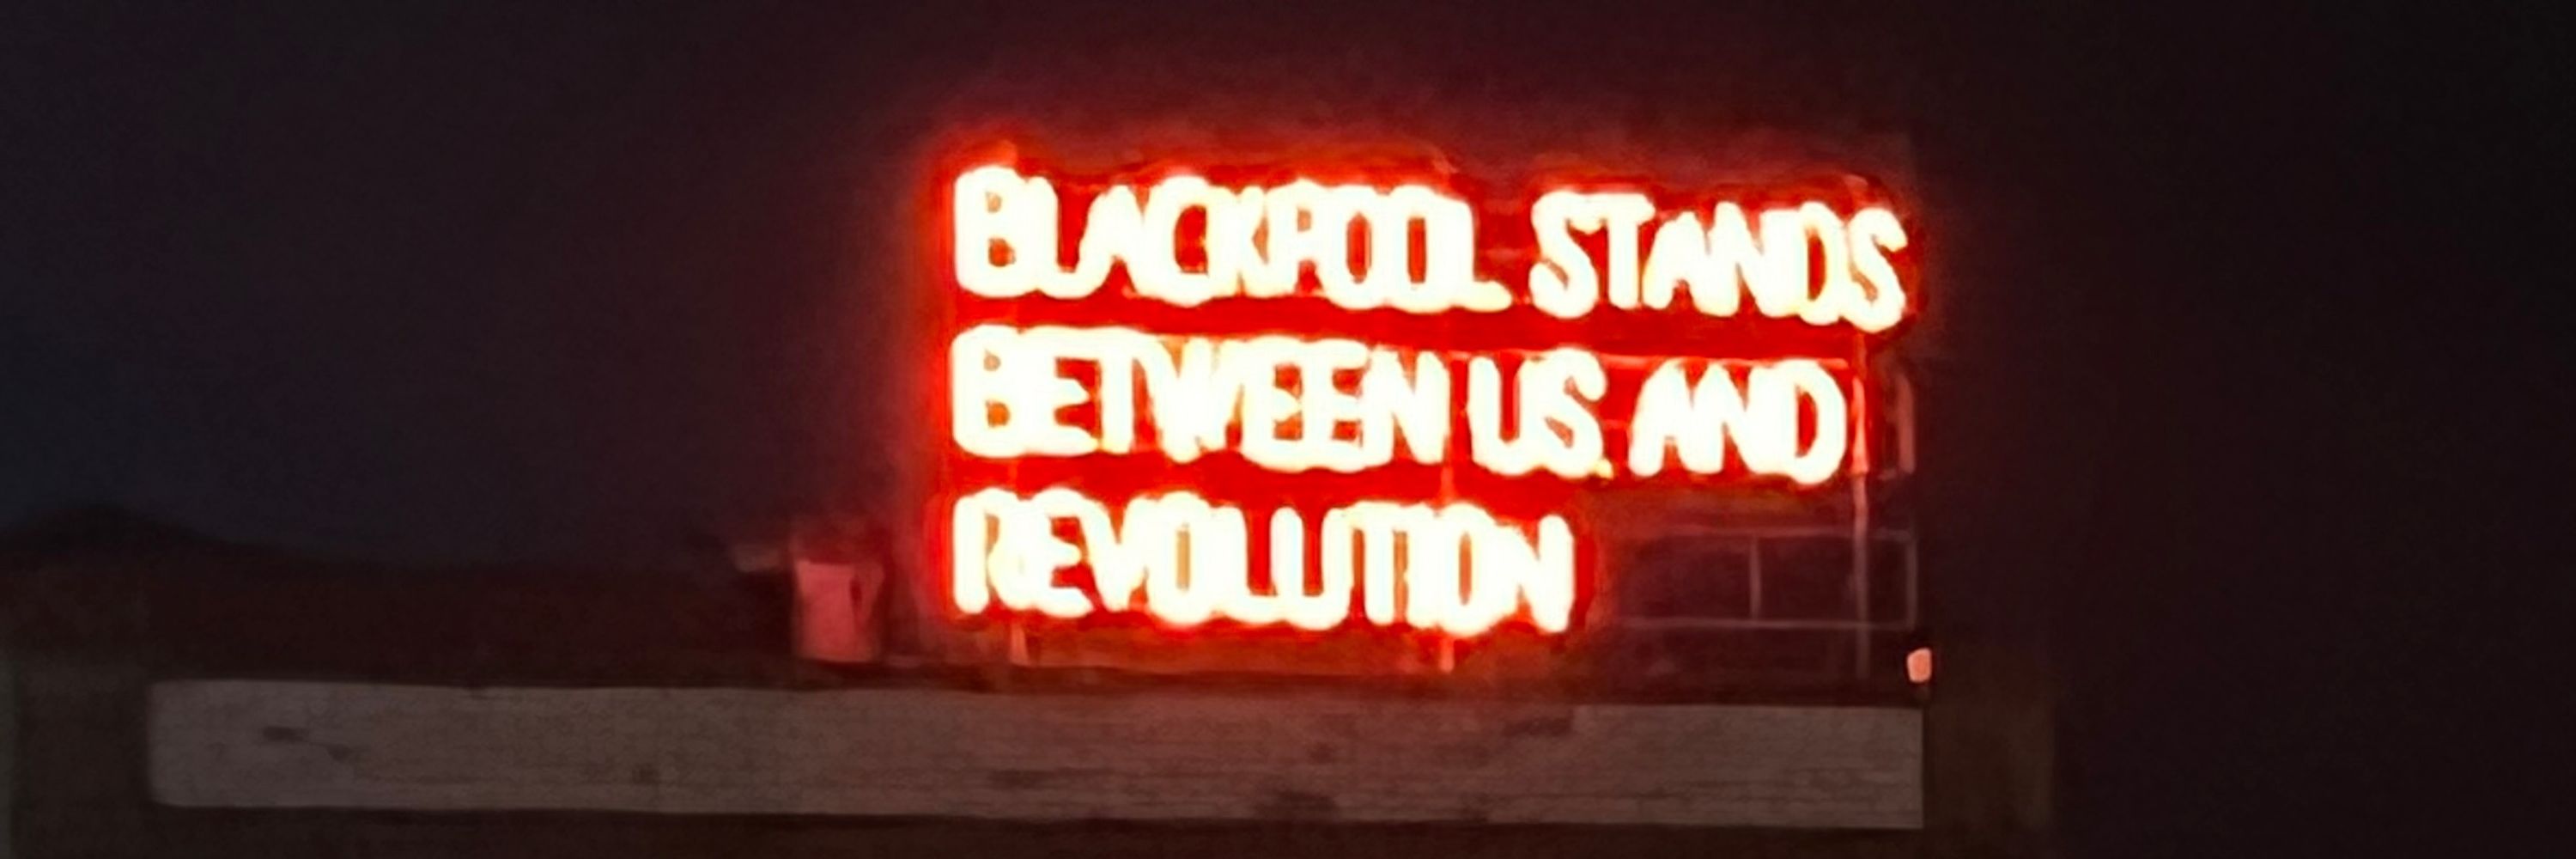 BLACKPOOL STANDS
BETWEEN US AND
REVOLUTION